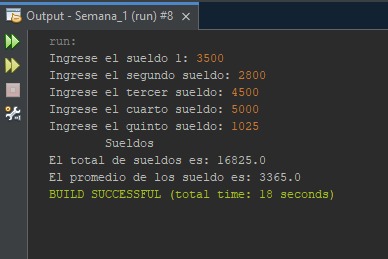 Output - Semana_1 (run) #8 ×
run:
Ingrese el sueldo 1: 3500
Ingrese el segundo sueldo: 2800
Ingrese el tercer sueldo: 4500
Ingrese el cuarto sueldo: 5000
Ingrese el quinto sueldo: 1025
Sueldos
El total de sueldos es: 16825.0
El promedio de los sueldo es: 3365.0
BUILD SUCCESSFUL (total time: 18 seconds)